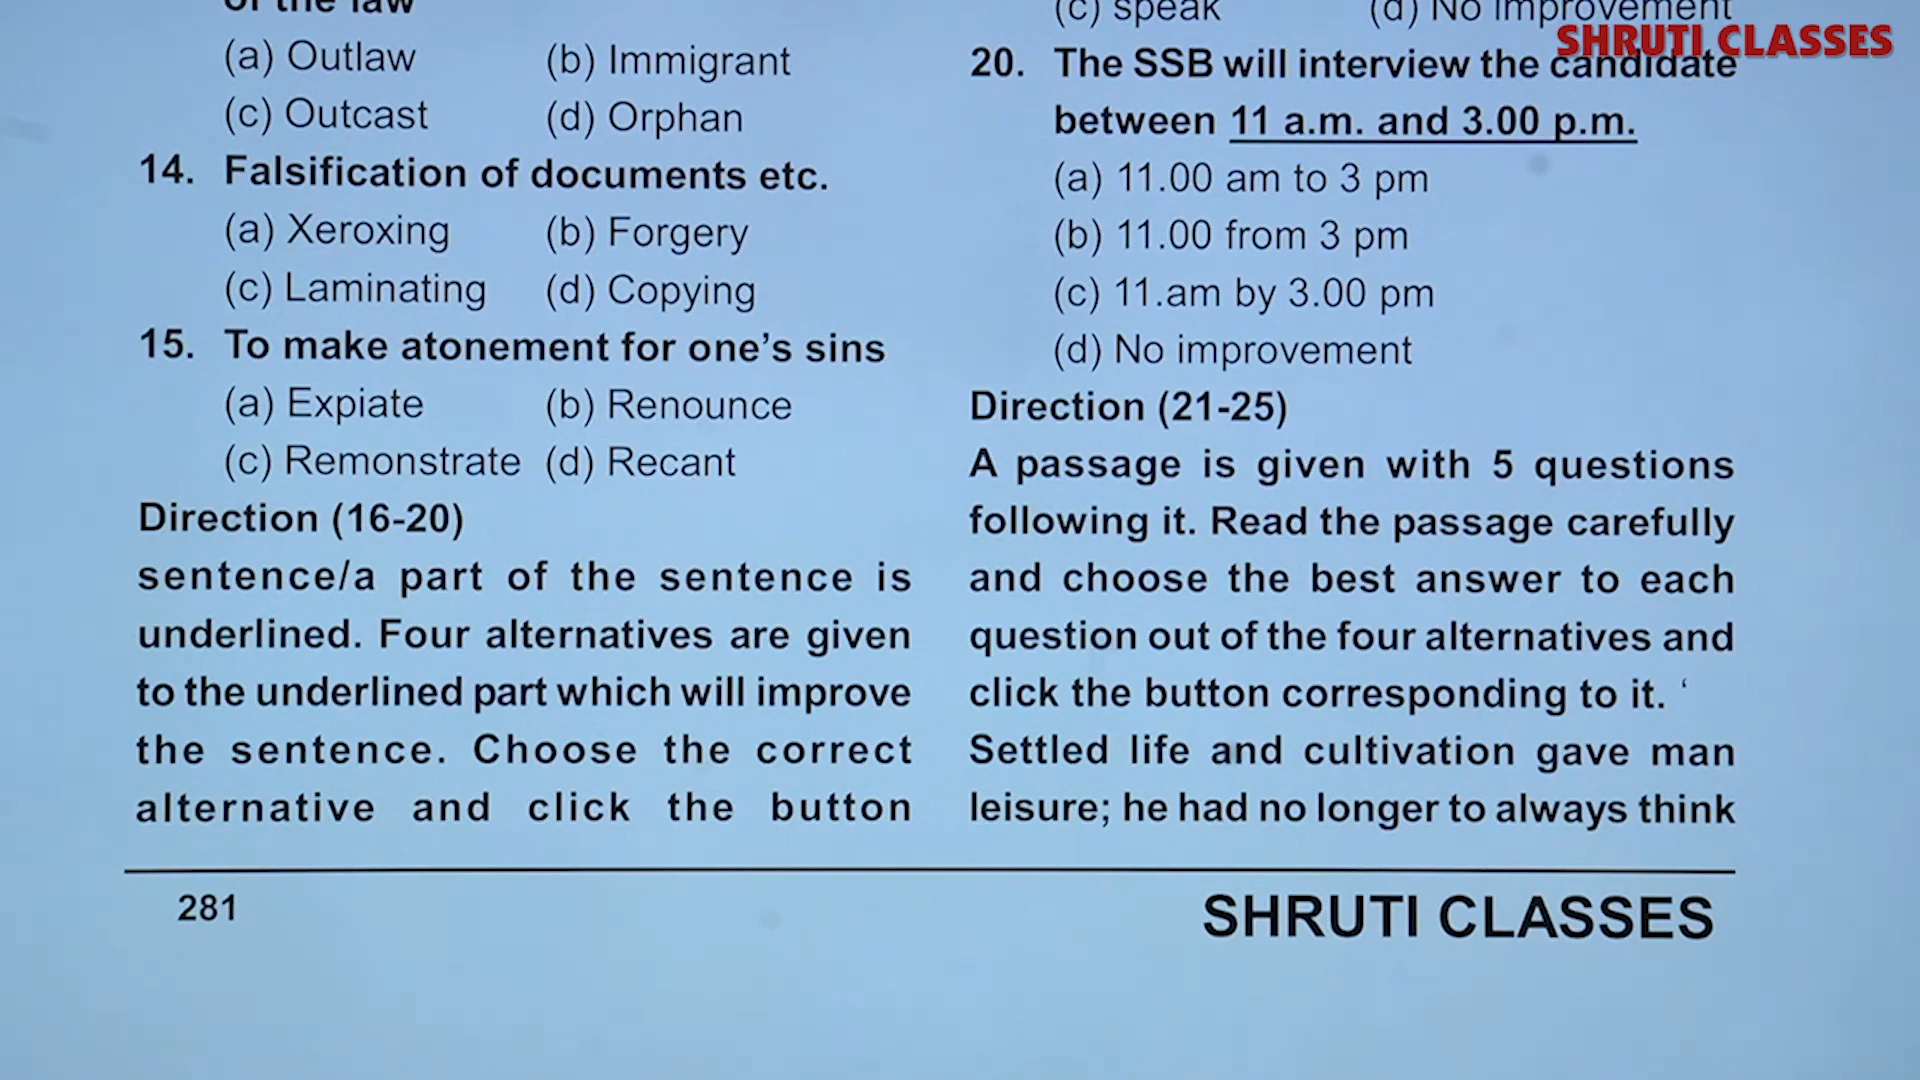 of the law
(a) Outlaw (b) Immigrant
(c) Outcast (d) Orphan
14. Falsification of documents etc.
(a) Xeroxing (b) Forgery
(c) Laminating (d) Copying
15. To make atonement for one's sins
(a) Expiate (b) Renounce
(c) Remonstrate (d) Recant
Direction (16-20)
sentence/a part of the sentence is
underlined. Four alternatives are given
to the underlined part which will improve
the sentence. Choose the correct
alternative and click the button
(c) speak (d) No improvement
SHRUTI CLASSES
20. The SSB will interview the candidate
between 11 a.m. and 3.00 p.m.
(a) 11.00 am to 3 pm
(b) 11.00 from 3 pm
(c) 11.am by 3.00 pm
(d) No improvement
Direction (21-25)
A passage is given with 5 questions
following it. Read the passage carefully
and choose the best answer to each
question out of the four alternatives and
click the button corresponding to it. ‘
Settled life and cultivation gave man
leisure; he had no longer to always think
281
SHRUTI CLASSES